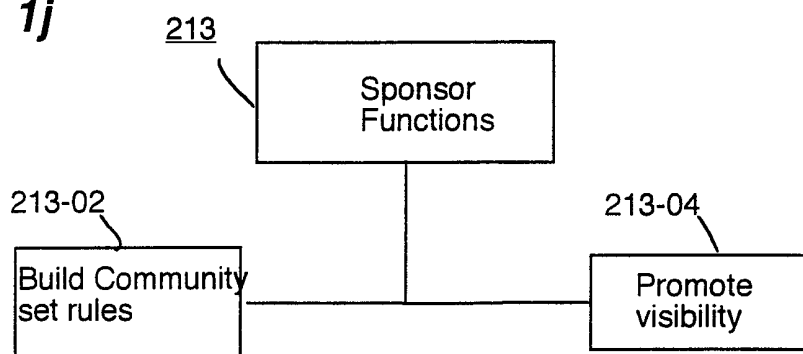 1j
213
Sponsor
Functions
213-02
213-04
Build Community
set rules
Promote
visibility